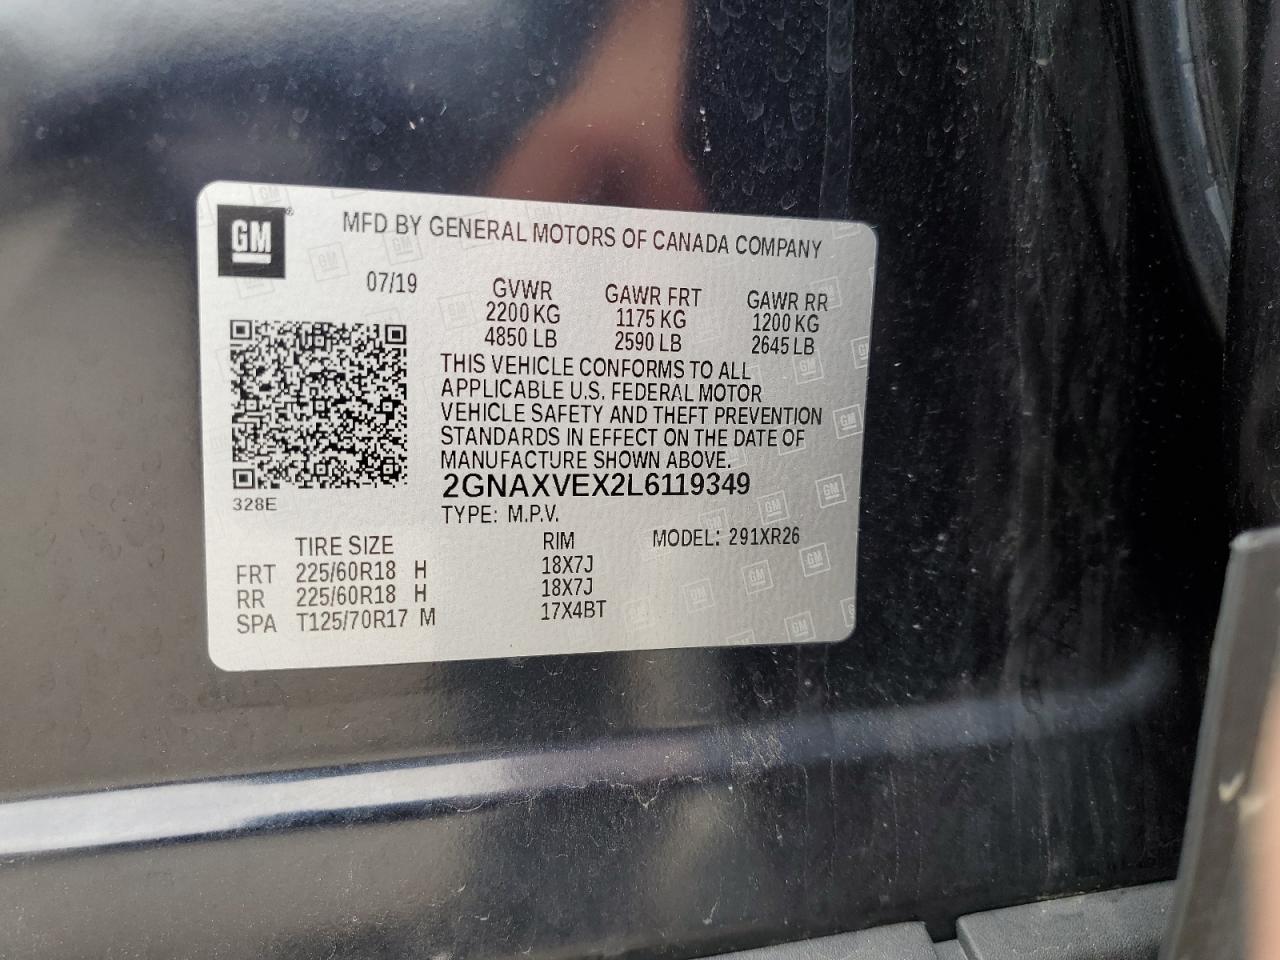 GM
MFD BY GENERAL MOTORS OF CANADA COMPANY
07/19
GVWR GAWR FRT GAWR RR
2200 KG 1175 KG 1200 KG
4850 LB 2590 LB 2645 LB
THIS VEHICLE CONFORMS TO ALL
APPLICABLE U.S. FEDERAL MOTOR
VEHICLE SAFETY AND THEFT PREVENTION
STANDARDS IN EFFECT ON THE DATE OF
MANUFACTURE SHOWN ABOVE.
2GNAXVEX2L6119349
328E
TYPE: M.P.V.
TIRE SIZE RIM MODEL: 291XR26
FRT 225/60R18 H 18X7J
RR 225/60R18 H 18X7J
SPA T125/70R17 M 17X4BT